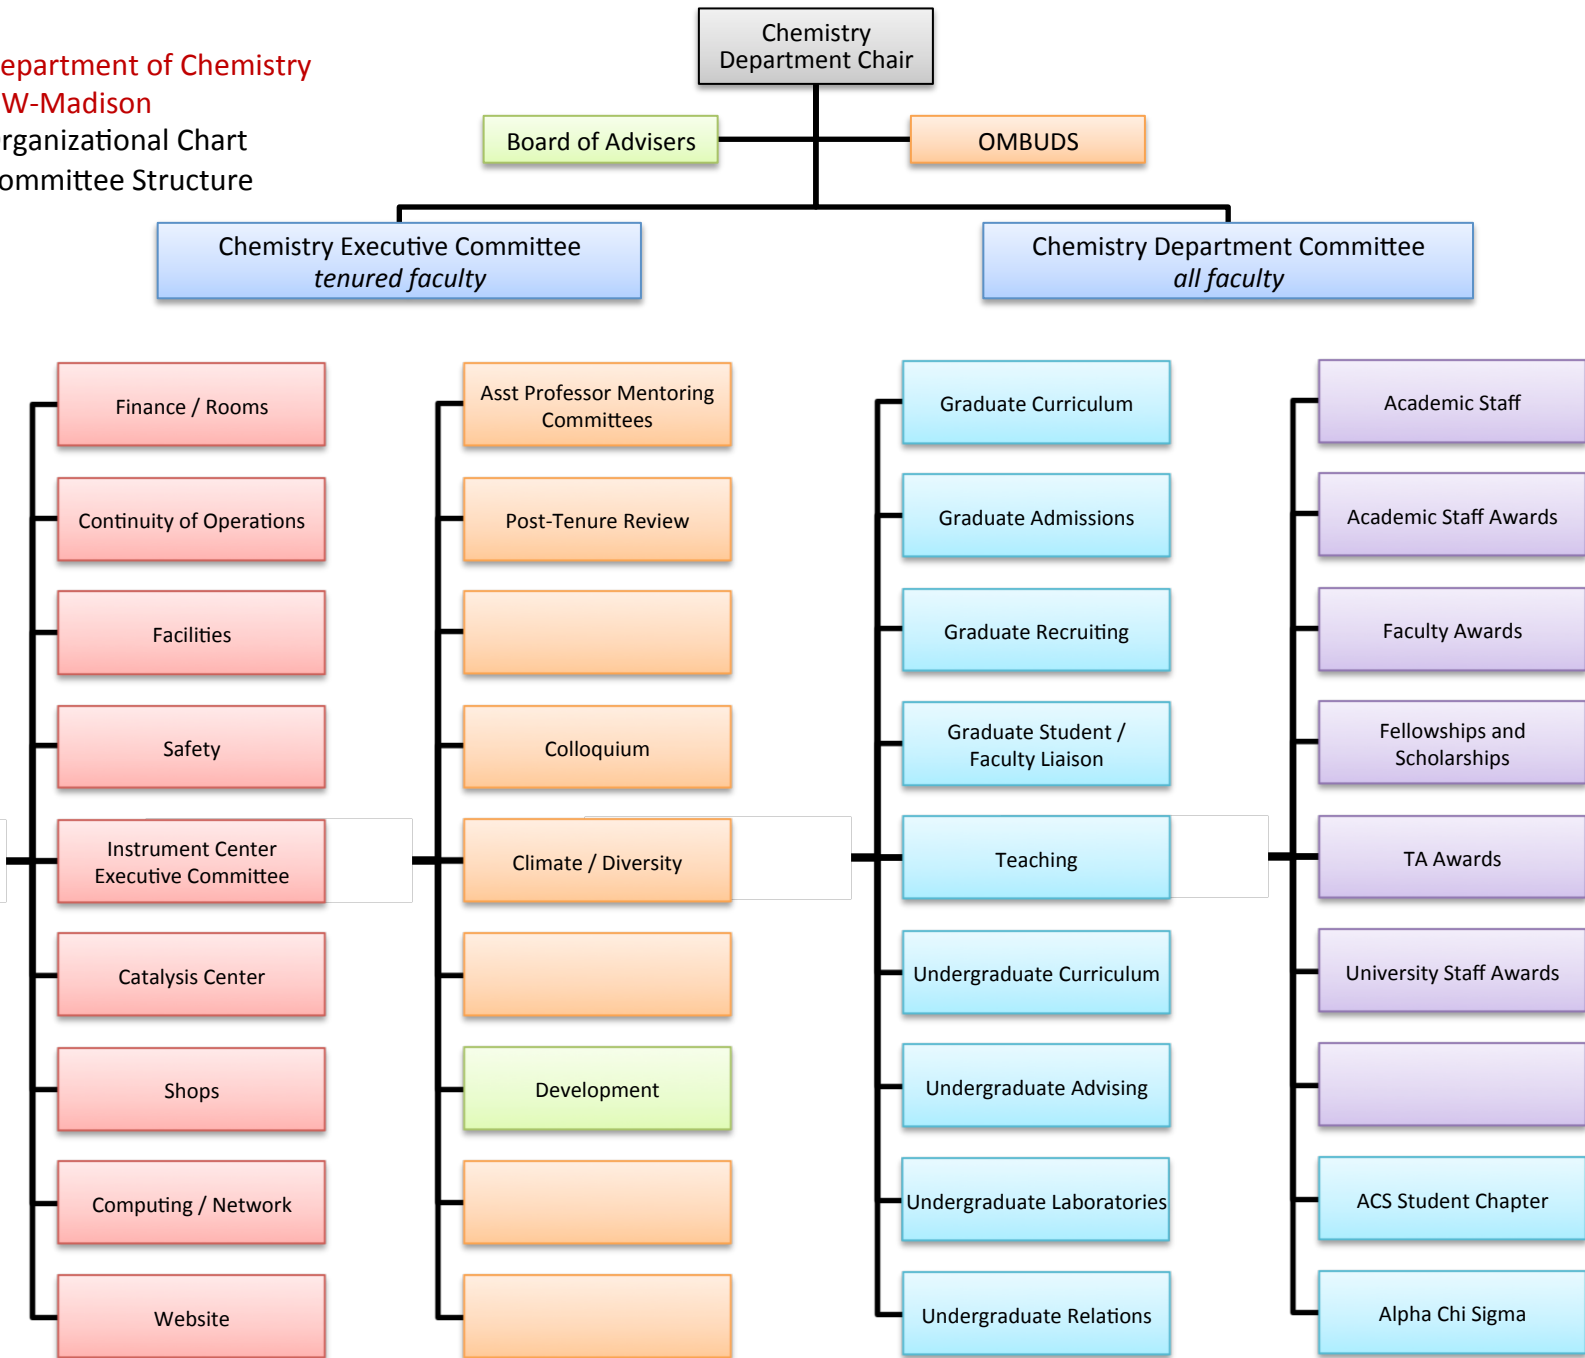 Chemistry
Department Chair
epartment of Chemistry
W-Madison
rganizational Chart
ommittee Structure
Board of Advisers
OMBUDS
Chemistry Executive Committee
tenured faculty
Chemistry Department Committee
all faculty
Finance / Rooms
Continuity of Operations
Facilities
Safety
Instrument Center
Executive Committee
Catalysis Center
Shops
Computing / Network
Website
Asst Professor Mentoring
Committees
Post-Tenure Review
Colloquium
Climate / Diversity
Development
Graduate Curriculum
Graduate Admissions
Graduate Recruiting
Graduate Student /
Faculty Liaison
Teaching
Undergraduate Curriculum
Undergraduate Advising
Undergraduate Laboratories
Undergraduate Relations
Academic Staff
Academic Staff Awards
Faculty Awards
Fellowships and
Scholarships
TA Awards
University Staff Awards
ACS Student Chapter
Alpha Chi Sigma